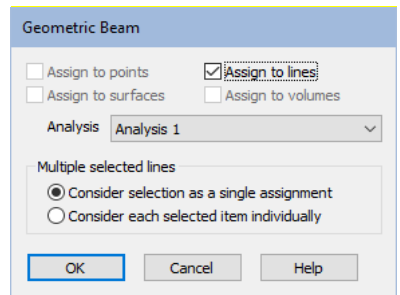 Geometric Beam
Assign to points Assign to lines
Assign to surfaces Assign to volumes
Analysis Analysis 1
Multiple selected lines
Consider selection as a single assignment
Consider each selected item individually
OK Cancel Help